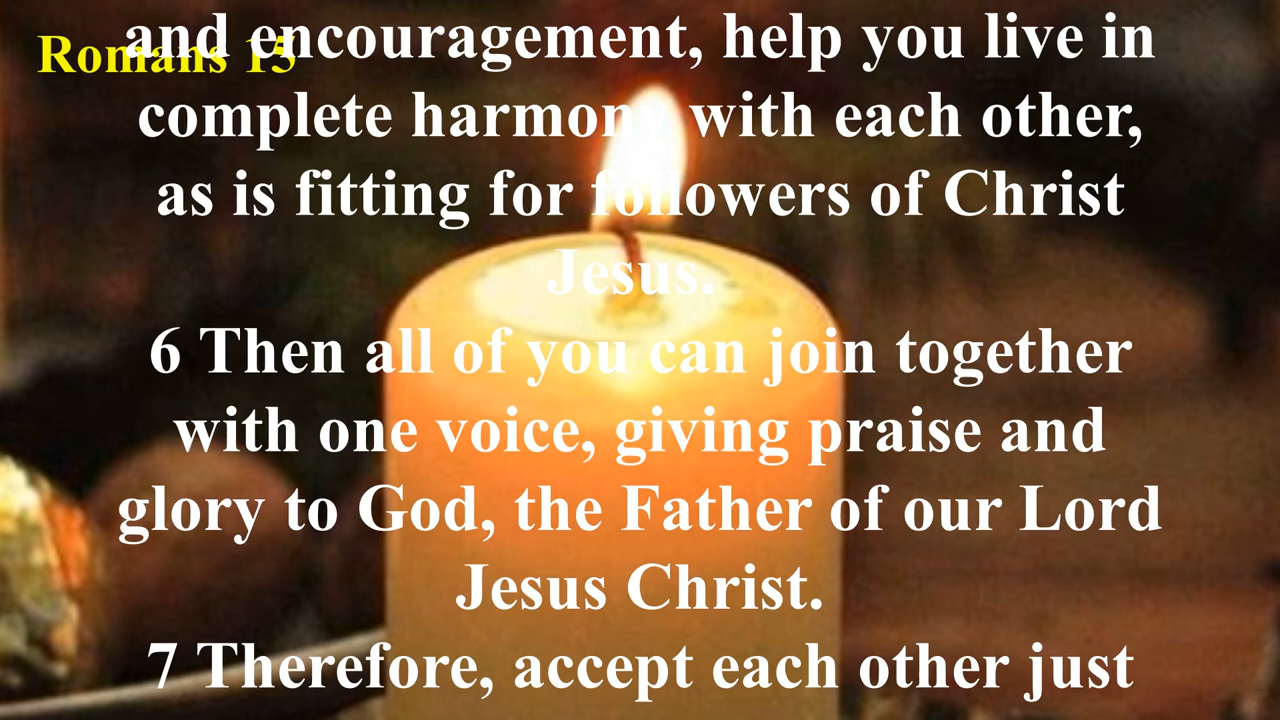 Romans 15
and encouragement, help you live in
complete harmony with each other,
as is fitting for followers of Christ
Jesus.
6 Then all of you can join together
with one voice, giving praise and
glory to God, the Father of our Lord
Jesus Christ.
7 Therefore, accept each other just